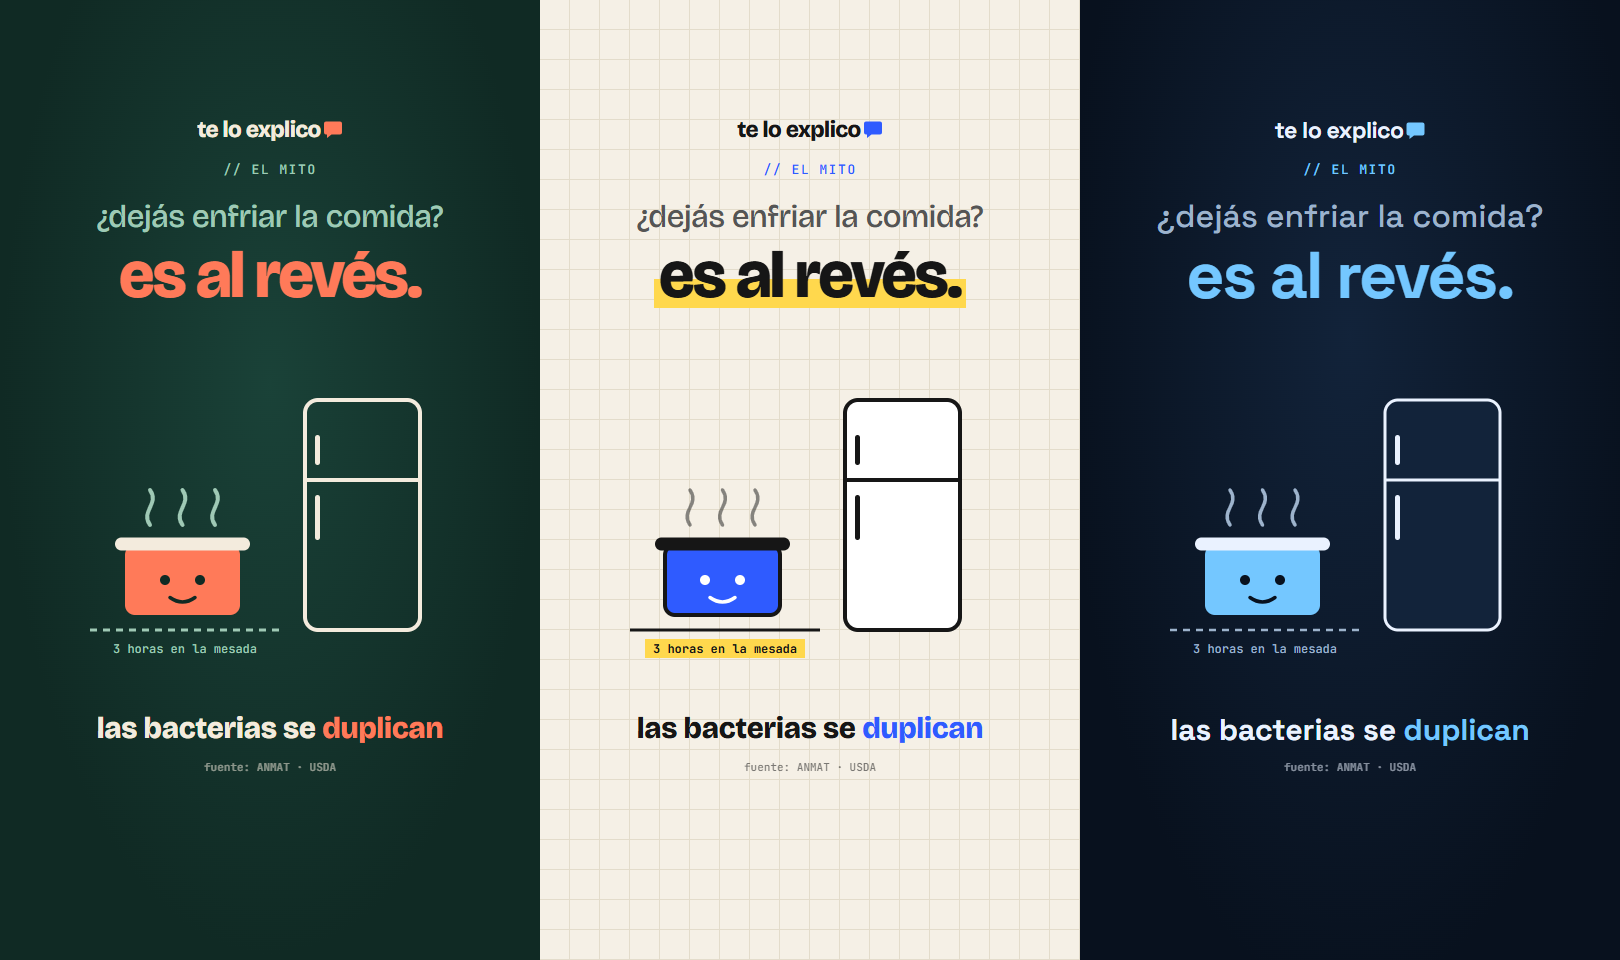 te lo explico
// EL MITO
¿dejás enfriar la comida?
es al revés.
3 horas en la mesada
las bacterias se duplican
fuente: ANMAT · USDA
te lo explico
// EL MITO
¿dejás enfriar la comida?
es al revés.
3 horas en la mesada
las bacterias se duplican
fuente: ANMAT · USDA
te lo explico
// EL MITO
¿dejás enfriar la comida?
es al revés.
3 horas en la mesada
las bacterias se duplican
fuente: ANMAT · USDA